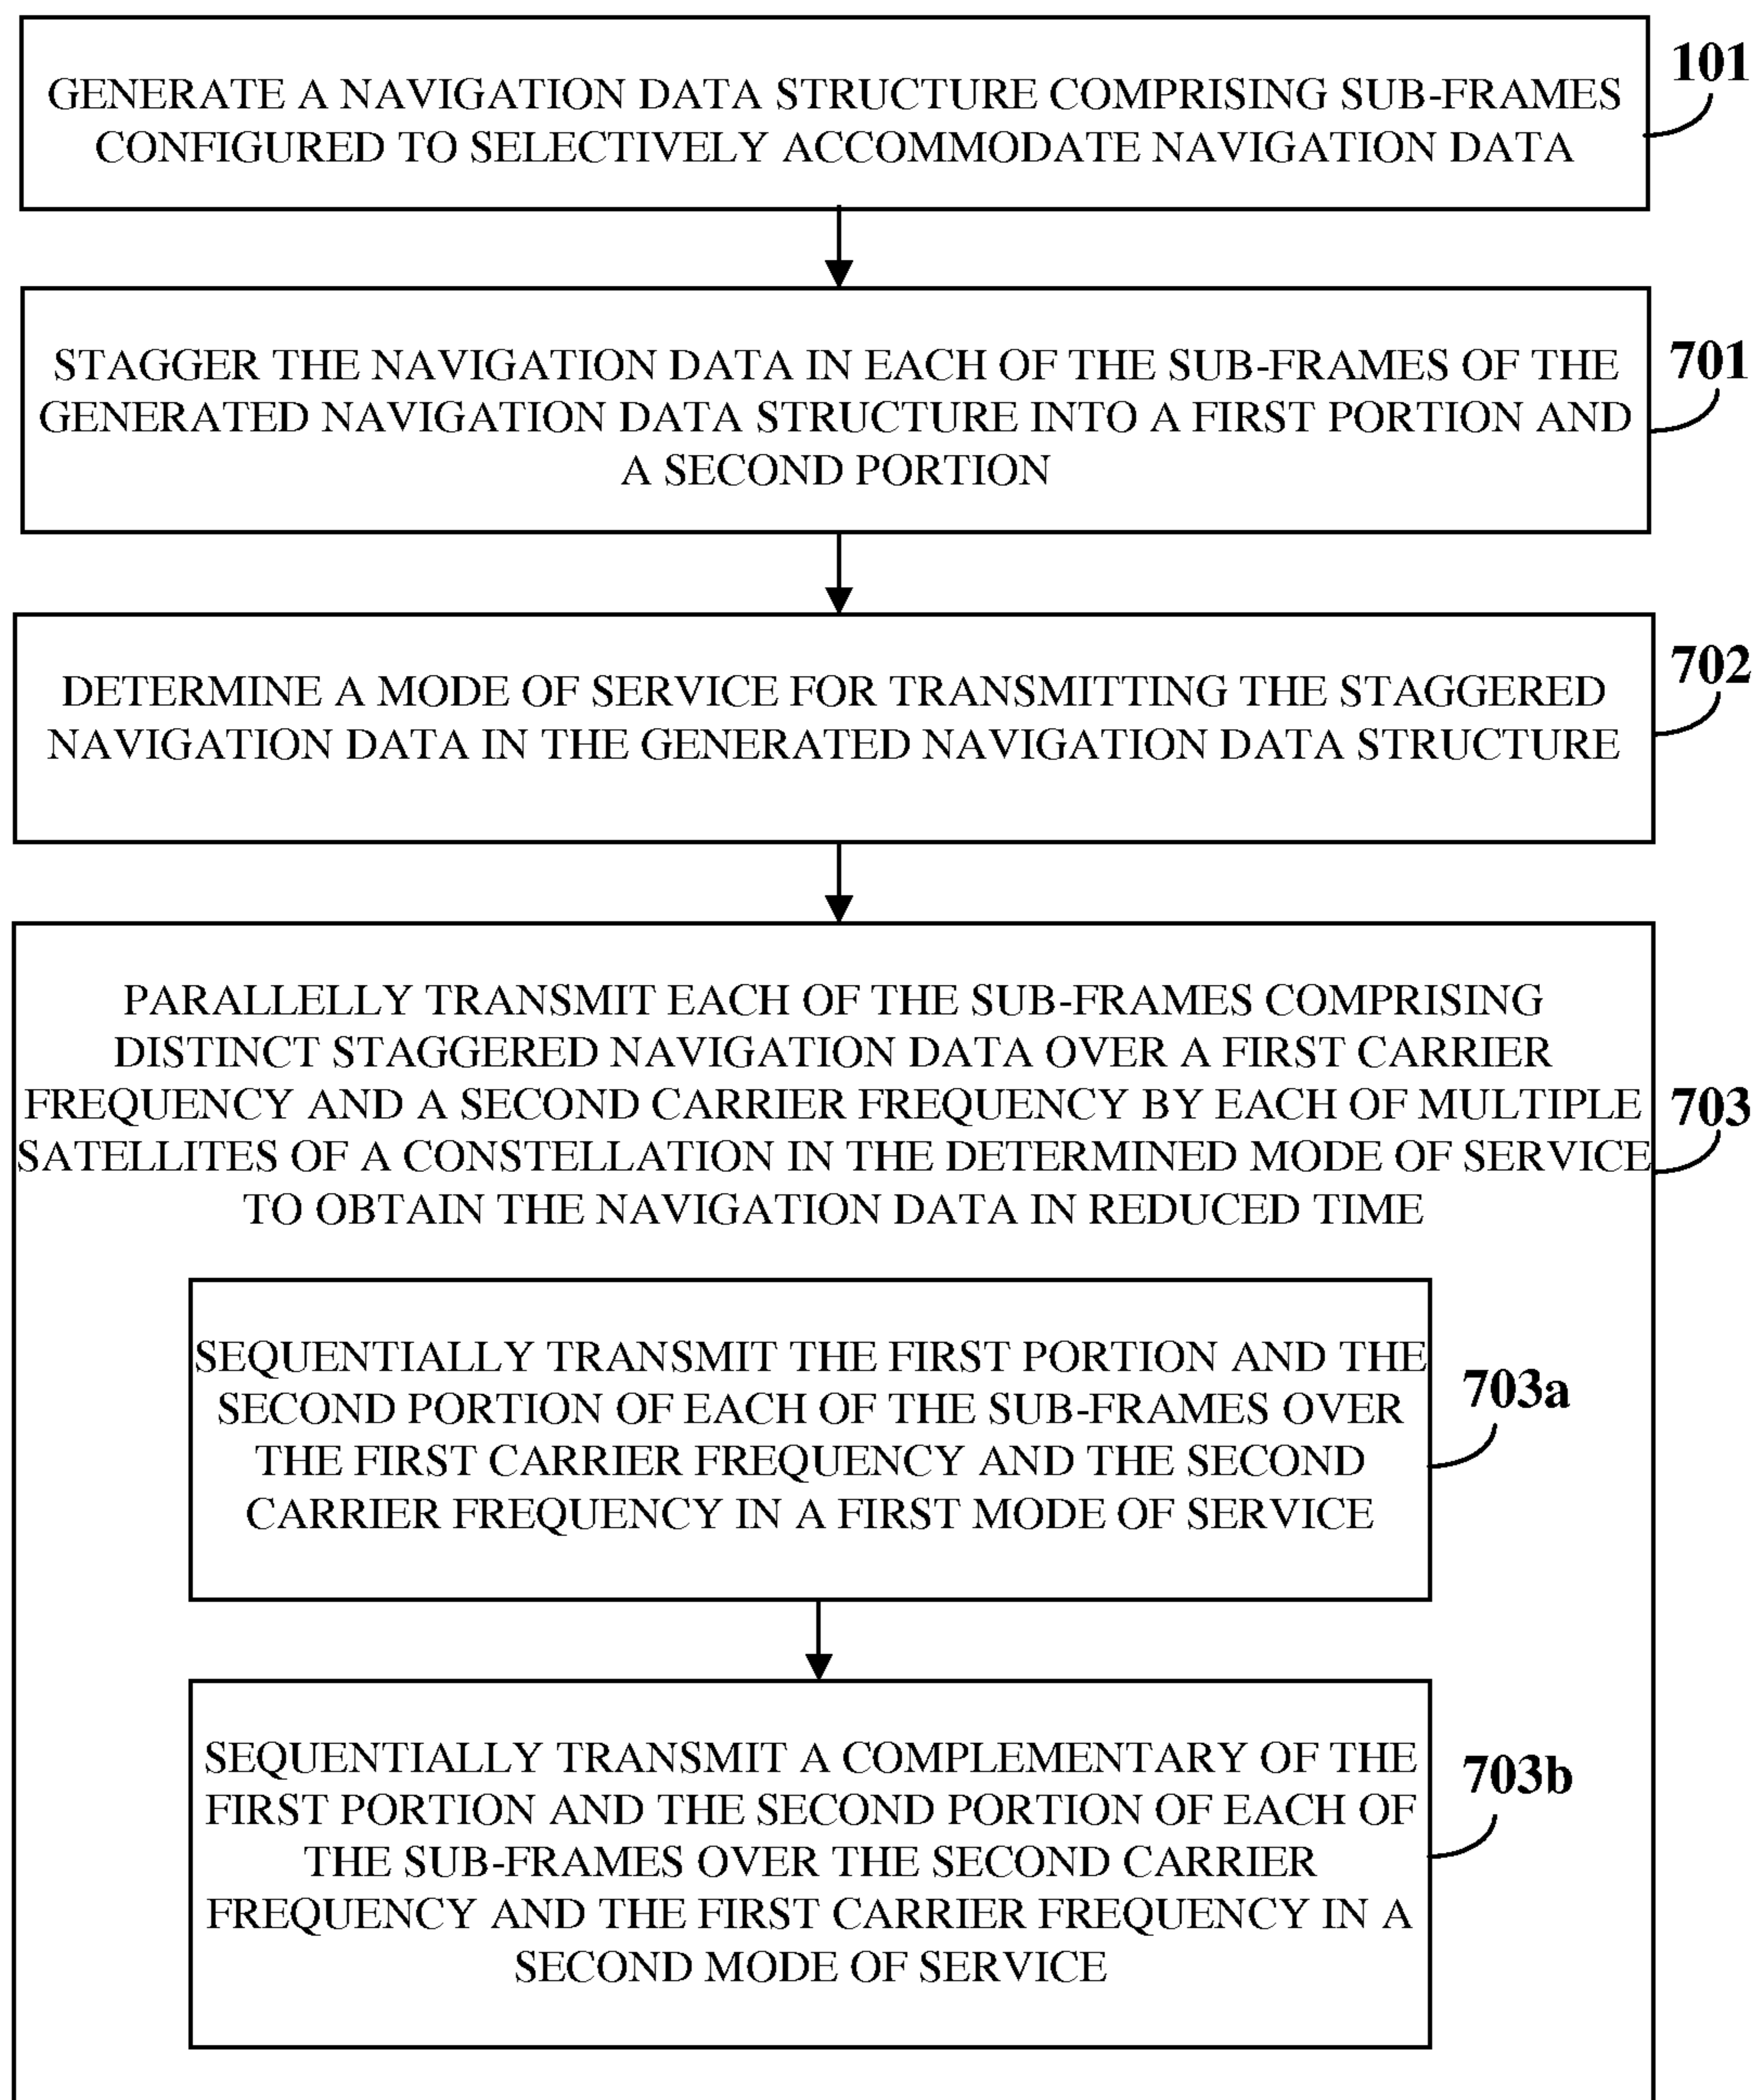 GENERATE A NAVIGATION DATA STRUCTURE COMPRISING SUB-FRAMES
CONFIGURED TO SELECTIVELY ACCOMMODATE NAVIGATION DATA
101
STAGGER THE NAVIGATION DATA IN EACH OF THE SUB-FRAMES OF THE
GENERATED NAVIGATION DATA STRUCTURE INTO A FIRST PORTION AND
A SECOND PORTION
701
DETERMINE A MODE OF SERVICE FOR TRANSMITTING THE STAGGERED
NAVIGATION DATA IN THE GENERATED NAVIGATION DATA STRUCTURE
702
PARALLELLY TRANSMIT EACH OF THE SUB-FRAMES COMPRISING
DISTINCT STAGGERED NAVIGATION DATA OVER A FIRST CARRIER
FREQUENCY AND A SECOND CARRIER FREQUENCY BY EACH OF MULTIPLE
SATELLITES OF A CONSTELLATION IN THE DETERMINED MODE OF SERVICE
TO OBTAIN THE NAVIGATION DATA IN REDUCED TIME
703
SEQUENTIALLY TRANSMIT THE FIRST PORTION AND THE
SECOND PORTION OF EACH OF THE SUB-FRAMES OVER
THE FIRST CARRIER FREQUENCY AND THE SECOND
CARRIER FREQUENCY IN A FIRST MODE OF SERVICE
703a
SEQUENTIALLY TRANSMIT A COMPLEMENTARY OF THE
FIRST PORTION AND THE SECOND PORTION OF EACH OF
THE SUB-FRAMES OVER THE SECOND CARRIER
FREQUENCY AND THE FIRST CARRIER FREQUENCY IN A
SECOND MODE OF SERVICE
703b